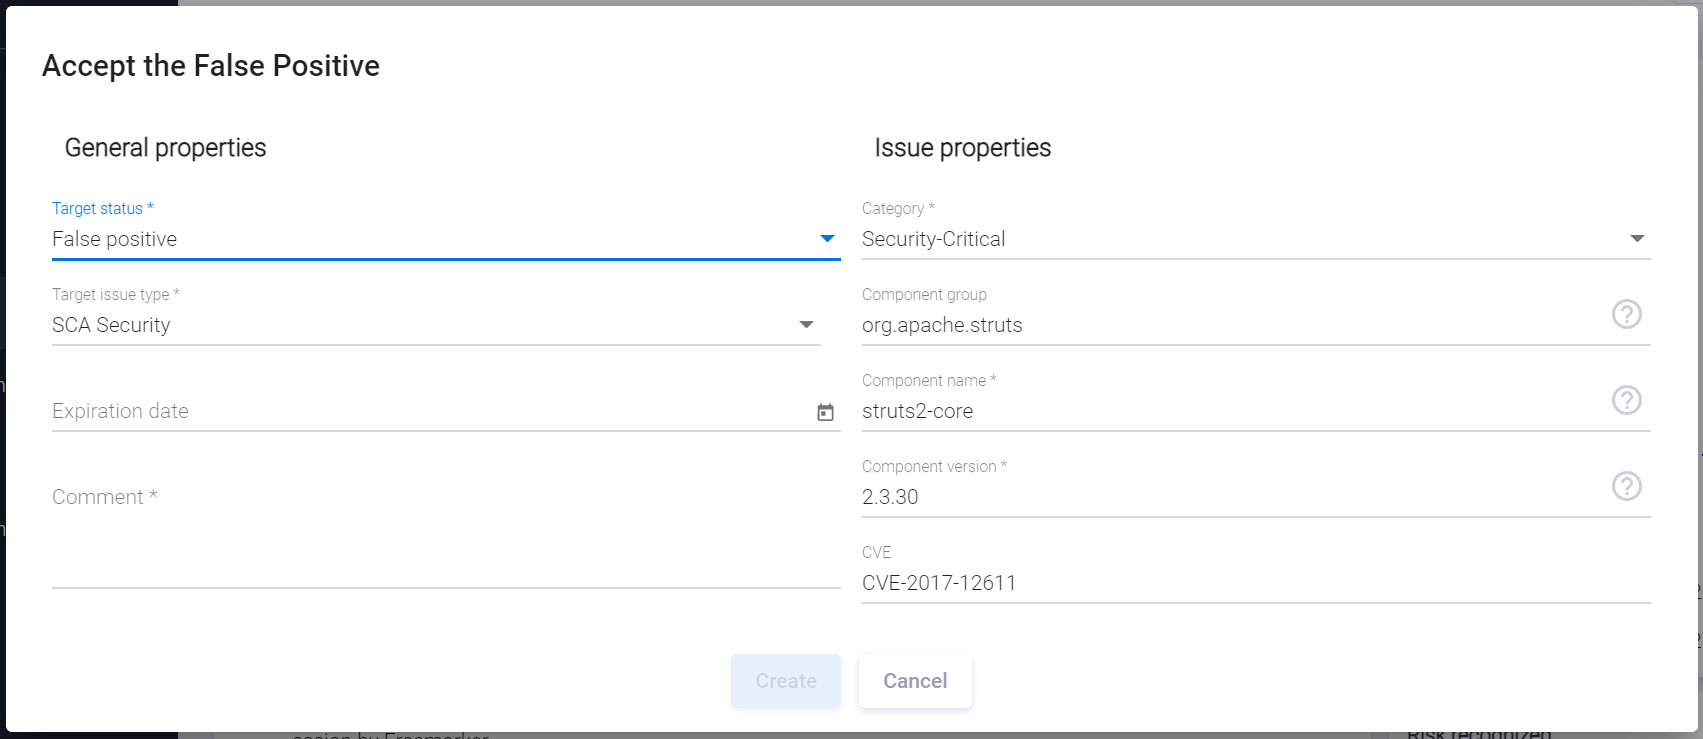 Accept the False Positive
General properties
Target status *
False positive
Target issue type *
SCA Security
Expiration date
Comment *
Issue properties
Category *
Security-Critical
Component group
org.apache.struts
Component name *
struts2-core
Component version *
2.3.30
CVE
CVE-2017-12611
Create
Cancel
by Freemarker
Risk recognized